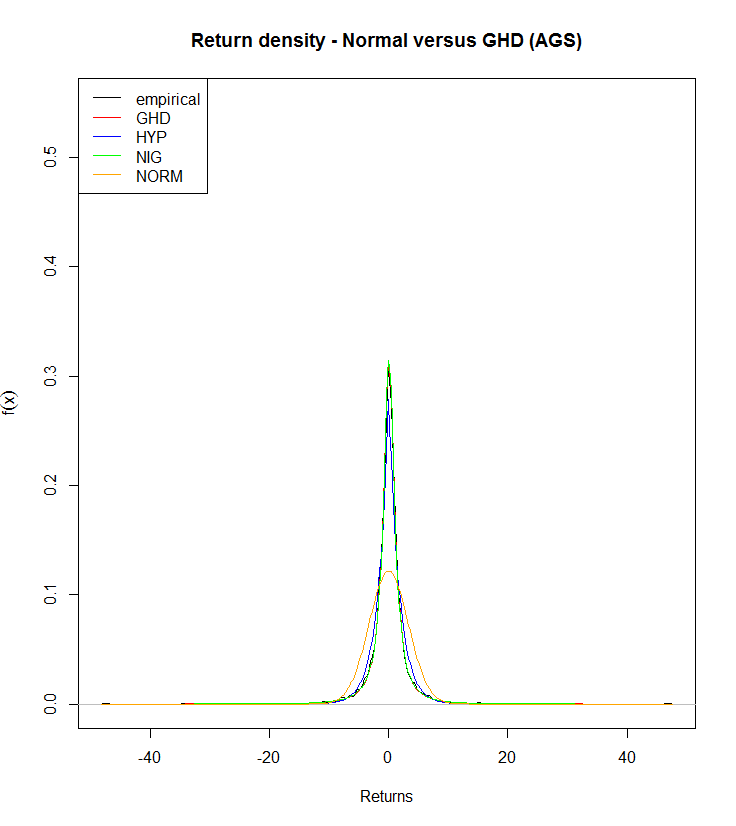 Return density - Normal versus GHD (AGS)
empirical
GHD
HYP
NIG
NORM
0.5
0.4
0.3
0.2
0.1
0.0
f(x)
-40
-20
0
20
40
Returns